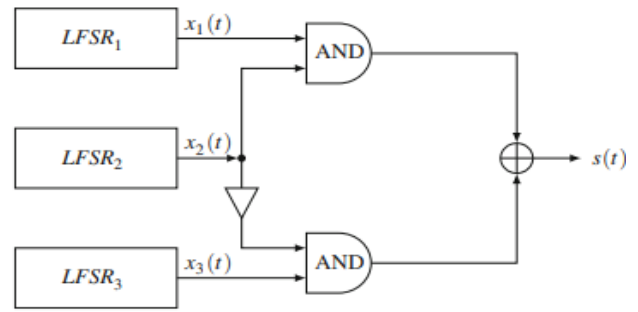 LFSR₁
x₁(t)
AND
LFSR₂
x₂(t)
s(t)
LFSR₃
x₃(t)
AND